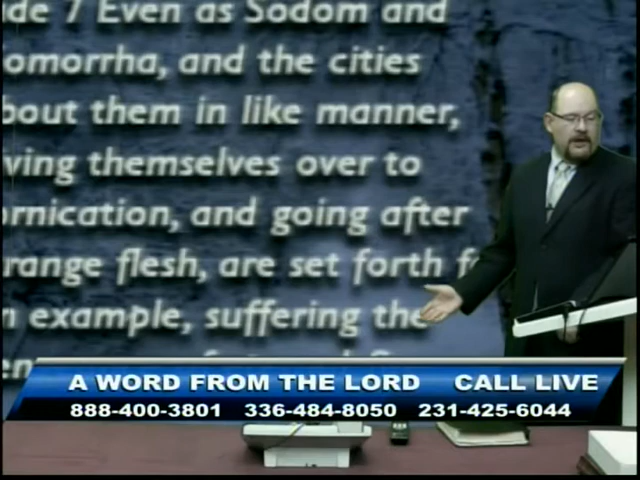 de 7 Even as Sodom and
omorrha, and the cities
bout them in like manner,
ving themselves over to
ornication, and going after
range flesh, are set forth f
n example, suffering the
A WORD FROM THE LORD CALL LIVE
888-400-3801 336-484-8050 231-425-6044